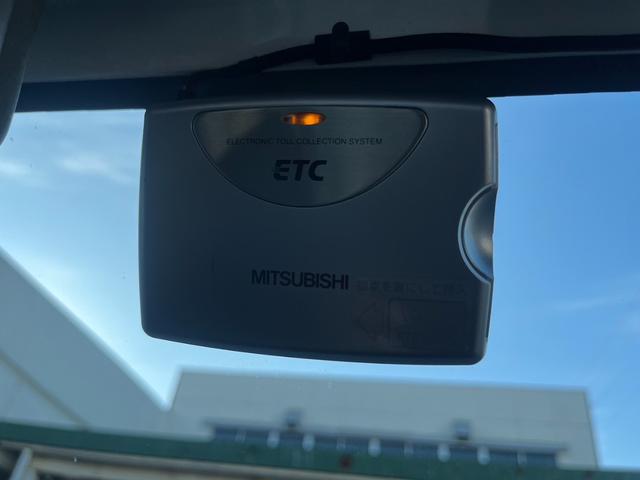 ELECTRONIC TOLL COLLECTION SYSTEM
ETC
MITSUBISHI